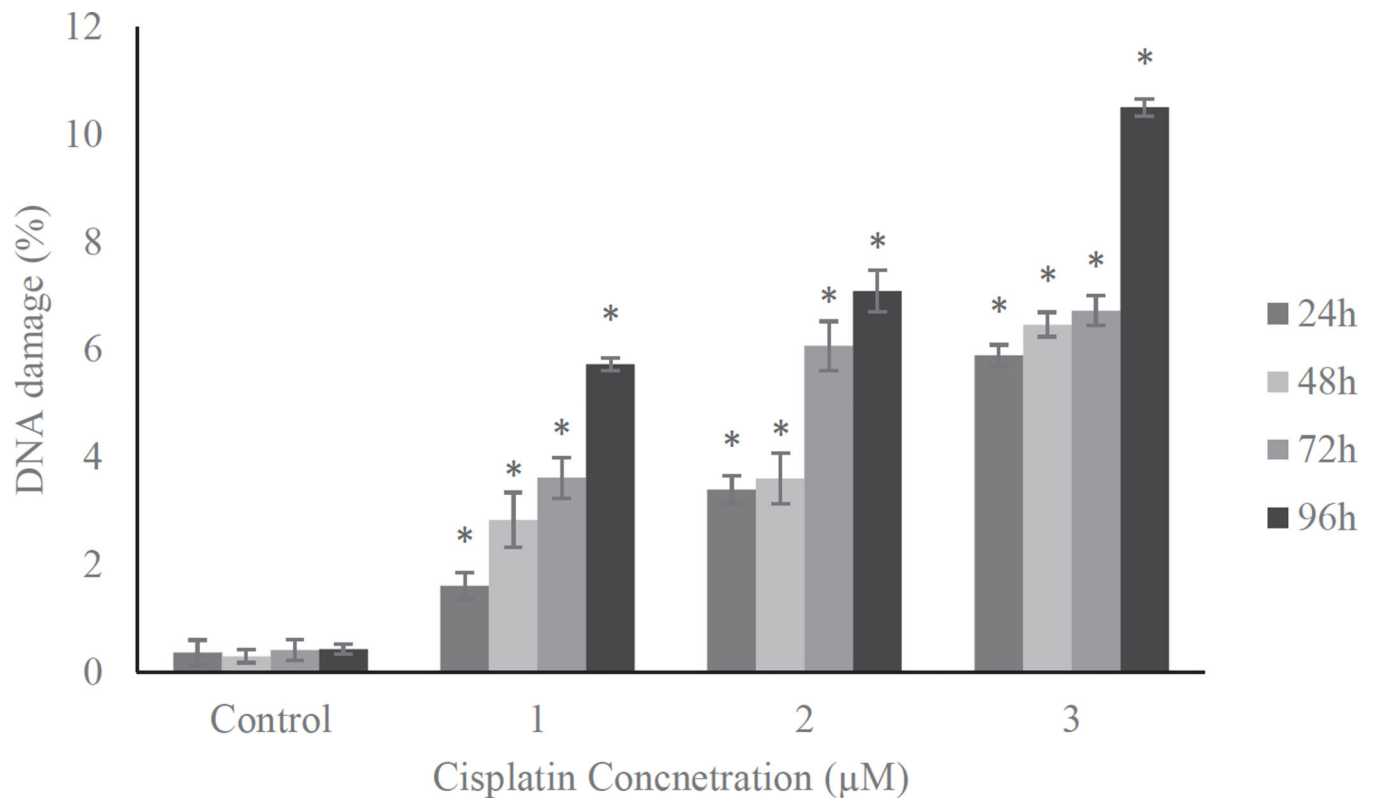 12
10
8
6
4
2
0
DNA damage (%)
* * * *
* * * *
* * * *
Control 1 2 3
Cisplatin Concnetration (μM)
24h
48h
72h
96h